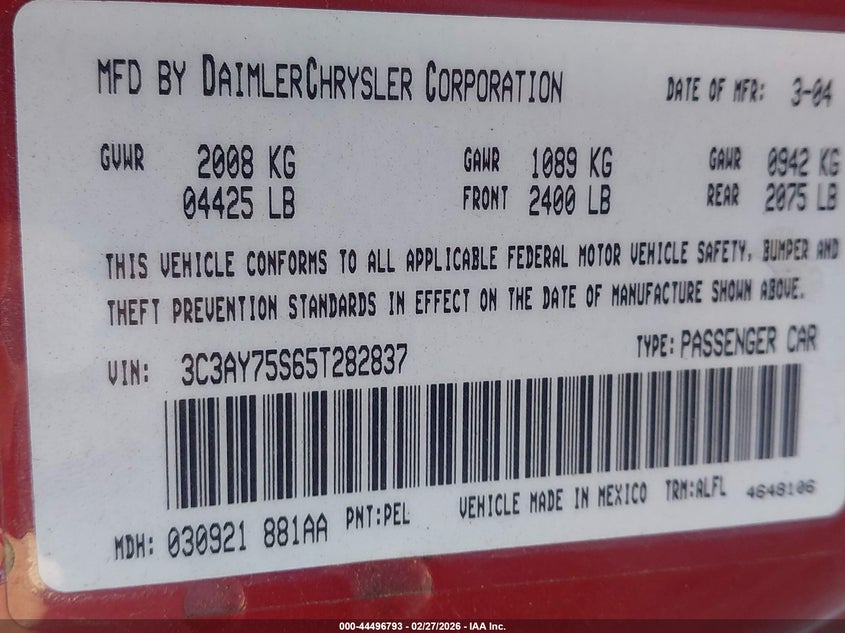 MFD BY DAIMLERCHRYSLER CORPORATION DATE OF MFR: 3-04
GVWR 2008 KG GAWR 1089 KG GAWR 0942 KG
04425 LB FRONT 2400 LB REAR 2075 LB
THIS VEHICLE CONFORMS TO ALL APPLICABLE FEDERAL MOTOR VEHICLE SAFETY, BUMPER AND
THEFT PREVENTION STANDARDS IN EFFECT ON THE DATE OF MANUFACTURE SHOWN ABOVE.
VIN: 3C3AY75S65T282837 TYPE: PASSENGER CAR
MDH: 030921 881AA PNT:PEL VEHICLE MADE IN MEXICO TRM:ALFL 4648106
000-44496793 - 02/27/2026 - IAA Inc.